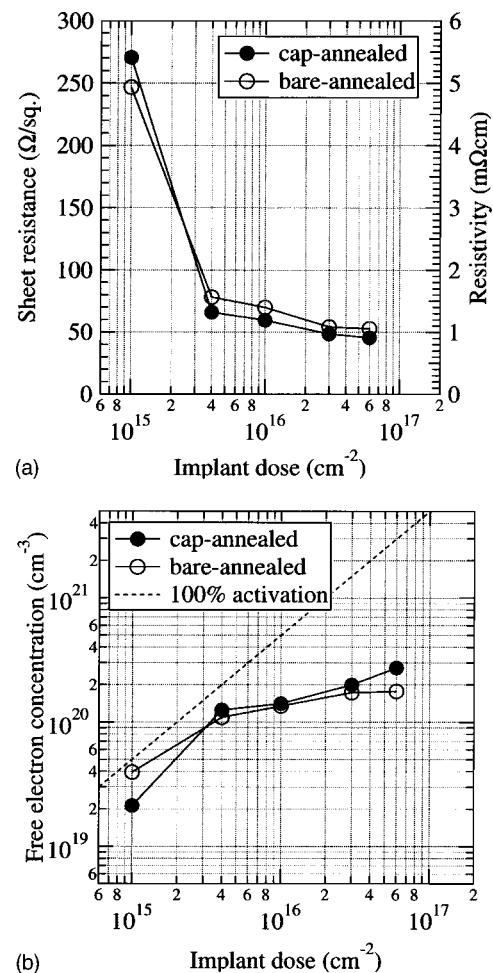 300
250
200
150
100
50
0
Sheet resistance (Ω/sq.)
cap-annealed
bare-annealed
6
5
4
3
2
1
0
Resistivity (mΩcm)
6 8 2 4 6 8 2 4 6 8 2
10^15 10^16 10^17
(a) Implant dose (cm^-2)
4
2
10^21
6
4
2
10^20
6
4
2
10^19
6
Free electron concentration (cm^-3)
cap-annealed
bare-annealed
100% activation
8 2 4 6 8 2 4 6 8 2
10^15 10^16 10^17
(b) Implant dose (cm^-2)